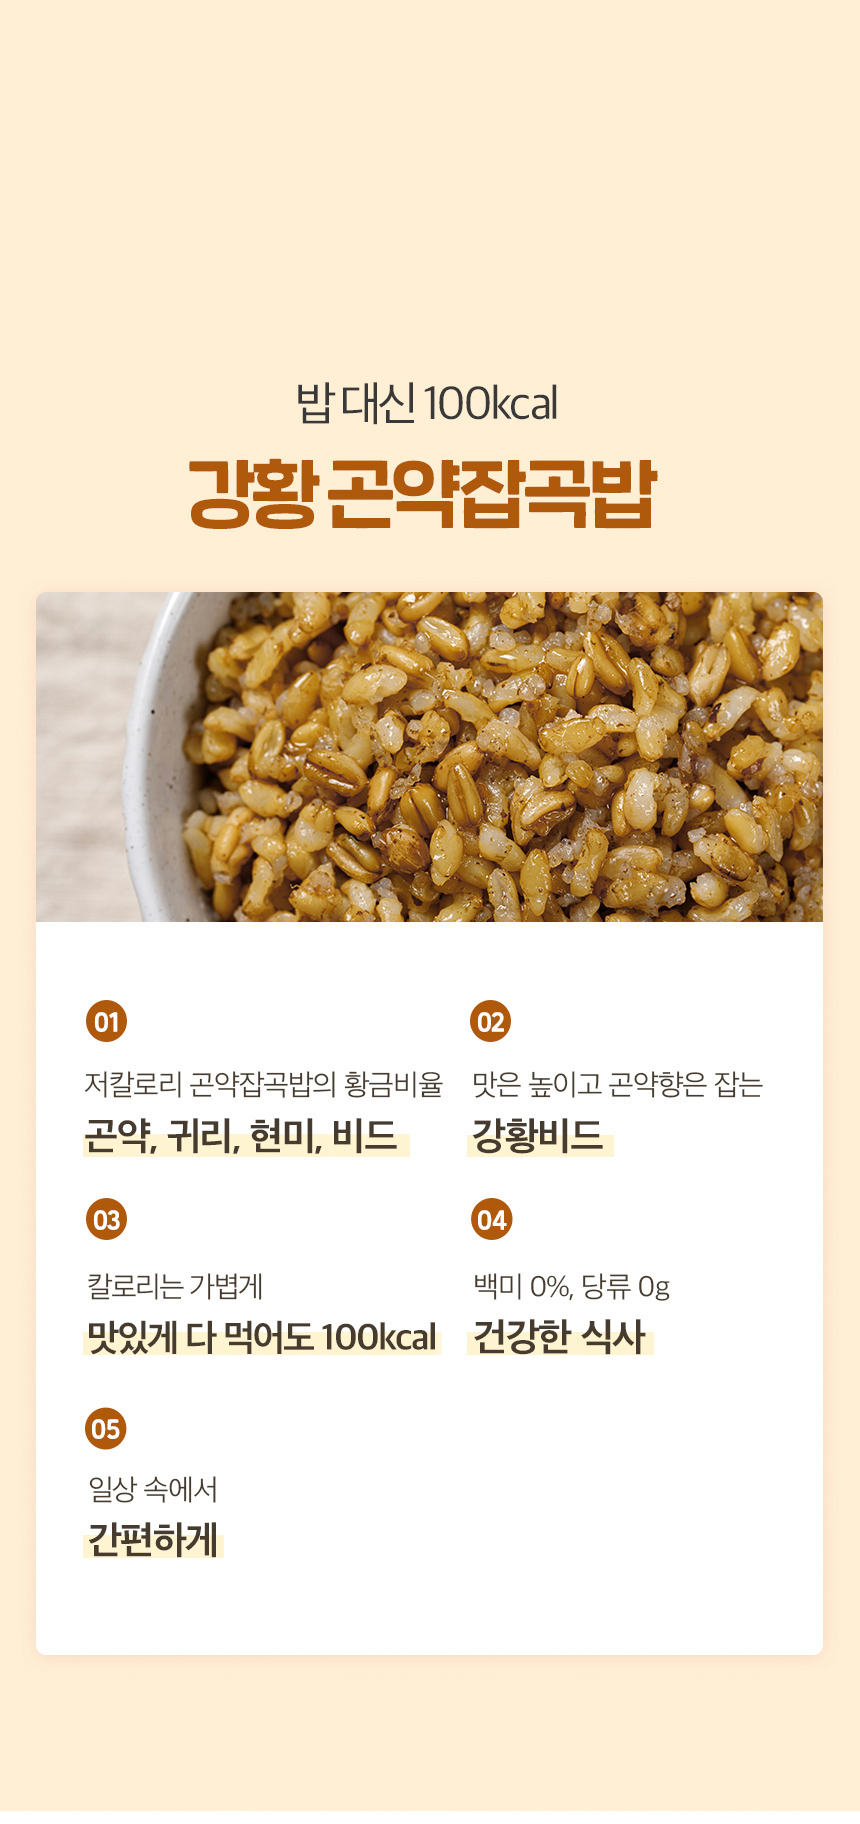 밥 대신 100kcal
강황 곤약잡곡밥
01
저칼로리 곤약잡곡밥의 황금비율
곤약, 귀리, 현미, 비드
02
맛은 높이고 곤약향은 잡는
강황비드
03
칼로리는 가볍게
맛있게 다 먹어도 100kcal
04
백미 0%, 당류 0g
건강한 식사
05
일상 속에서
간편하게